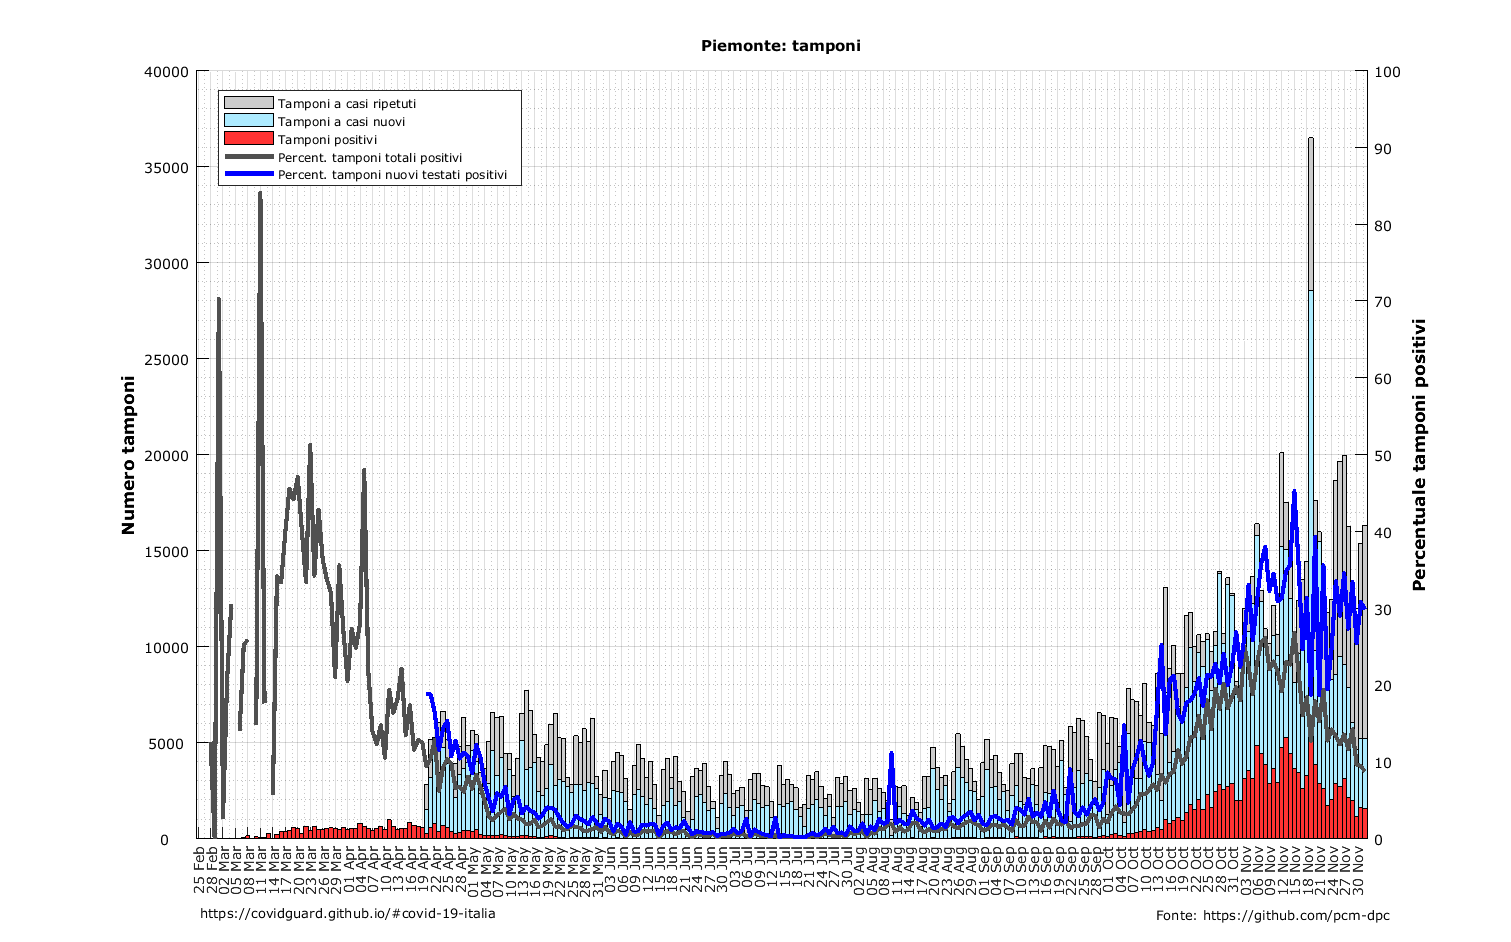 Piemonte: tamponi
Tamponi a casi ripetuti
Tamponi a casi nuovi
Tamponi positivi
Percent. tamponi totali positivi
Percent. tamponi nuovi testati positivi
Numero tamponi
40000
35000
30000
25000
20000
15000
10000
5000
0
100
90
80
70
60
50
40
30
20
10
0
Percentuale tamponi positivi
25 Feb
28 Feb
02 Mar
05 Mar
08 Mar
11 Mar
14 Mar
17 Mar
20 Mar
23 Mar
26 Mar
29 Mar
01 Apr
04 Apr
07 Apr
10 Apr
13 Apr
16 Apr
19 Apr
22 Apr
25 Apr
28 Apr
01 May
04 May
07 May
10 May
13 May
16 May
19 May
22 May
25 May
28 May
31 May
03 Jun
06 Jun
09 Jun
12 Jun
15 Jun
18 Jun
21 Jun
24 Jun
27 Jun
30 Jun
03 Jul
06 Jul
09 Jul
12 Jul
15 Jul
18 Jul
21 Jul
24 Jul
27 Jul
30 Jul
02 Aug
05 Aug
08 Aug
11 Aug
14 Aug
17 Aug
20 Aug
23 Aug
26 Aug
29 Aug
01 Sep
04 Sep
07 Sep
10 Sep
13 Sep
16 Sep
19 Sep
22 Sep
25 Sep
28 Sep
01 Oct
04 Oct
07 Oct
10 Oct
13 Oct
16 Oct
19 Oct
22 Oct
25 Oct
28 Oct
31 Oct
03 Nov
06 Nov
09 Nov
12 Nov
15 Nov
18 Nov
21 Nov
24 Nov
27 Nov
30 Nov
https://covidguard.github.io/#covid-19-italia
Fonte: https://github.com/pcm-dpc